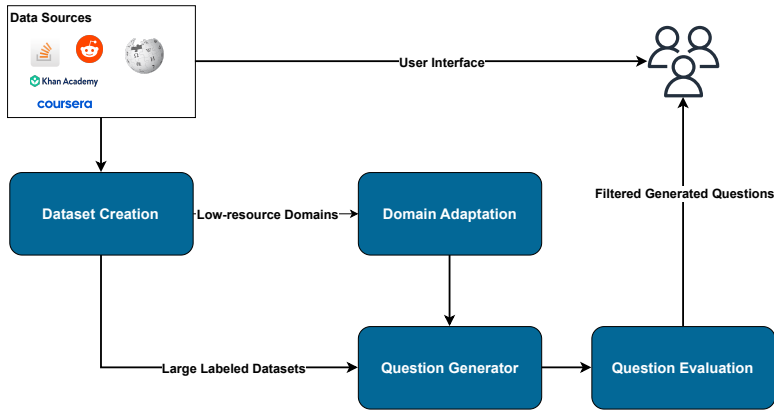 Data Sources
Khan Academy
coursera
User Interface
Dataset Creation
Low-resource Domains
Domain Adaptation
Filtered Generated Questions
Large Labeled Datasets
Question Generator
Question Evaluation